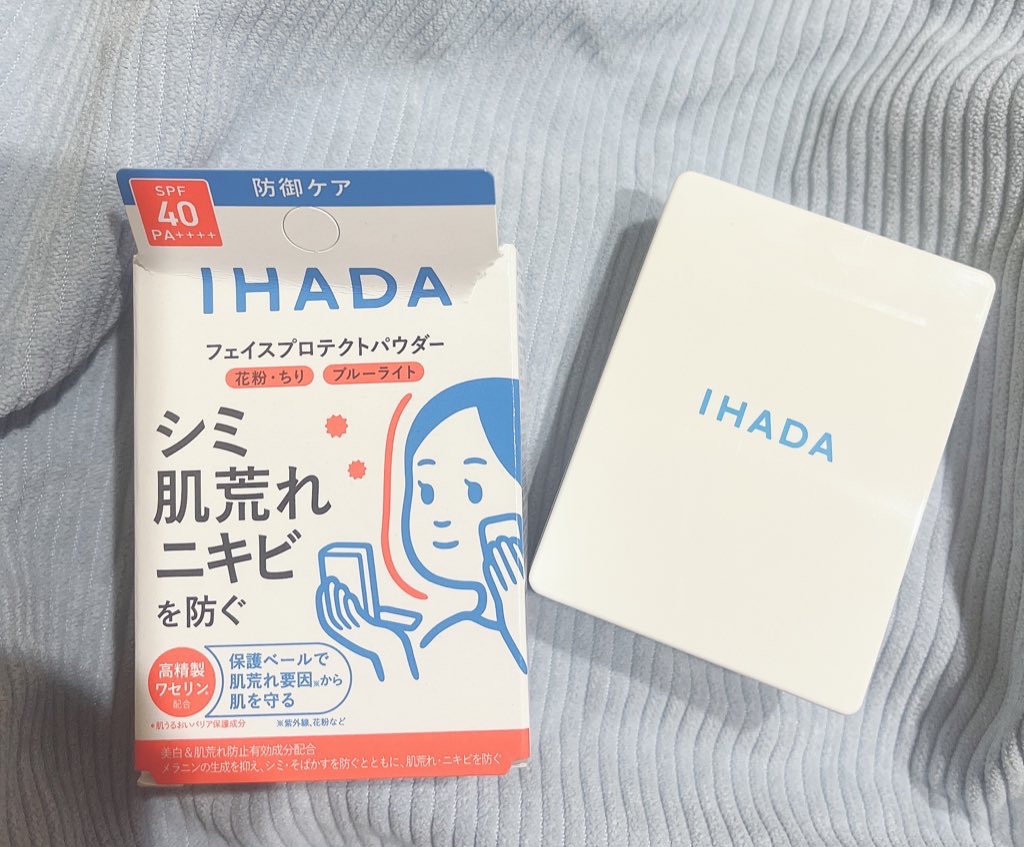 防御ケア
SPF
40
PA++++
IHADA
フェイスプロテクトパウダー
花粉・ちり ブルーライト
シミ
肌荒れ
ニキビ
を防ぐ
高精製
ワセリン*
配合
保護ベールで
肌荒れ要因※から
肌を守る
*肌うるおいバリア保護成分 ※紫外線、花粉など
美白&肌荒れ防止有効成分配合
メラニンの生成を抑え、シミ・そばかすを防ぐとともに、肌荒れ・ニキビを防ぐ
IHADA